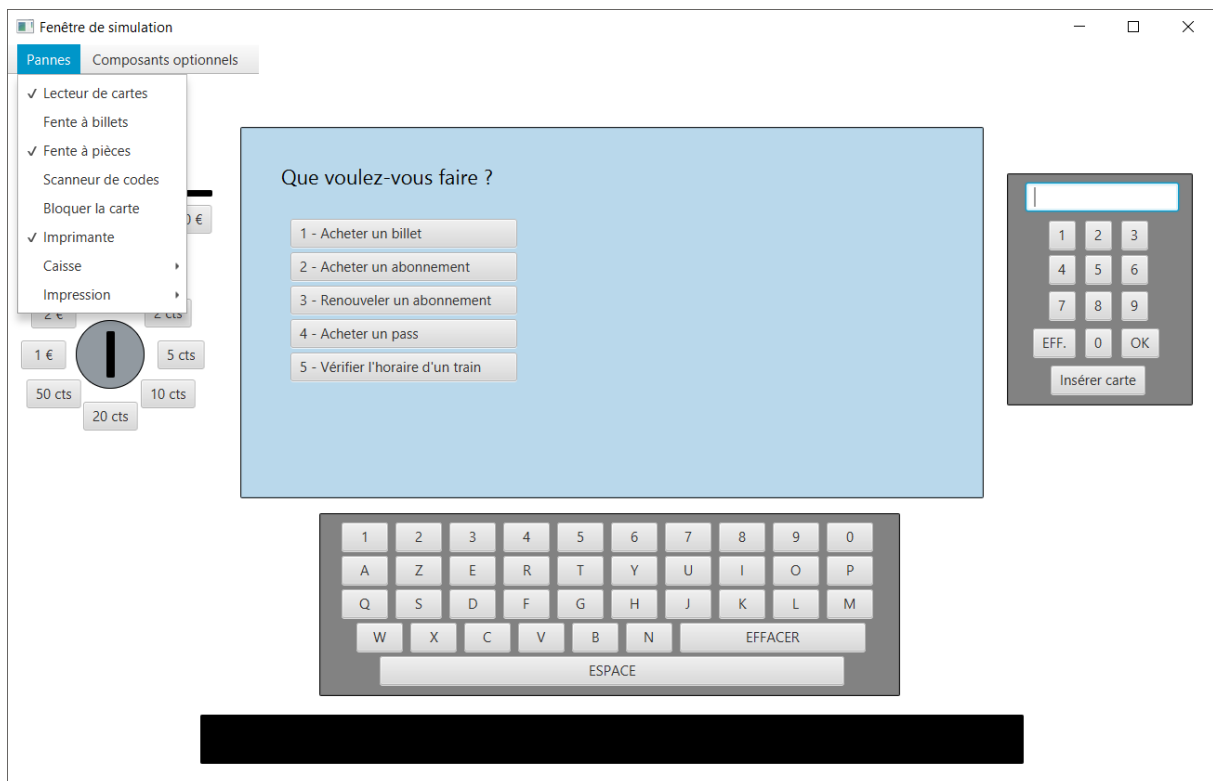 Fenêtre de simulation
Pannes Composants optionnels
✓ Lecteur de cartes
Fente à billets
✓ Fente à pièces
Scanneur de codes
Bloquer la carte
✓ Imprimante
Caisse
Impression
0 €
2 €
2 cts
1 €
5 cts
50 cts
10 cts
20 cts
Que voulez-vous faire ?
1 - Acheter un billet
2 - Acheter un abonnement
3 - Renouveler un abonnement
4 - Acheter un pass
5 - Vérifier l'horaire d'un train
1 2 3
4 5 6
7 8 9
EFF. 0 OK
Insérer carte
1 2 3 4 5 6 7 8 9 0
A Z E R T Y U I O P
Q S D F G H J K L M
W X C V B N EFFACER
ESPACE